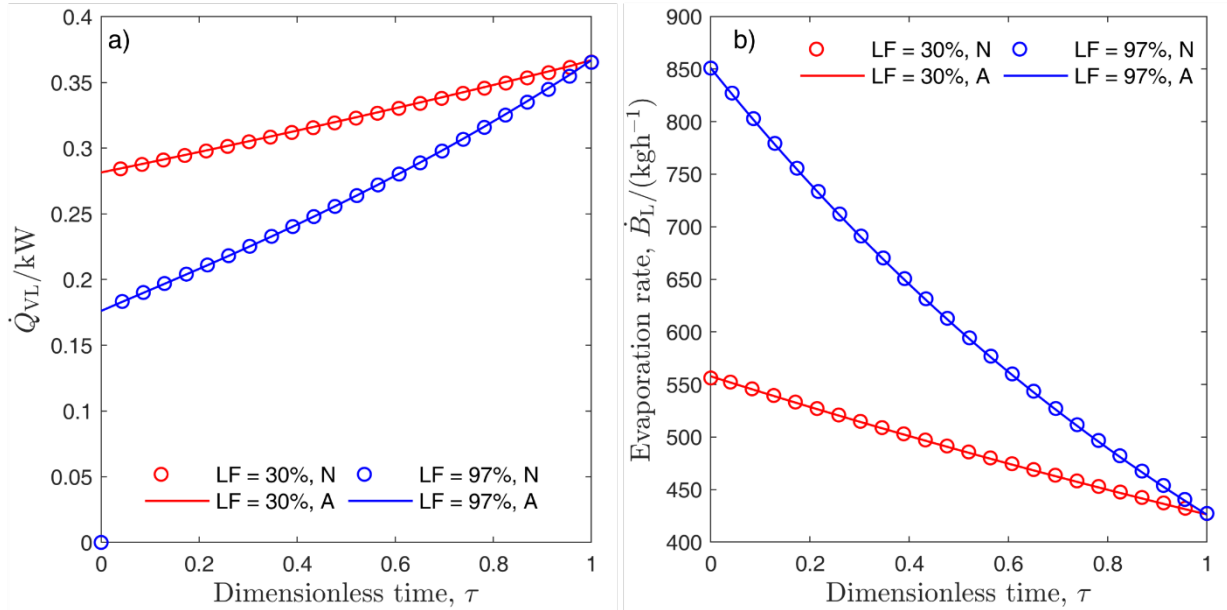 a)
0.4
0.35
0.3
0.25
0.2
0.15
0.1
0.05
0
Q̇VL/kW
LF = 30%, N LF = 97%, N
LF = 30%, A LF = 97%, A
0 0.2 0.4 0.6 0.8 1
Dimensionless time, τ
b)
900
850
800
750
700
650
600
550
500
450
400
Evaporation rate, ḂL/(kgh−1)
LF = 30%, N LF = 97%, N
LF = 30%, A LF = 97%, A
0 0.2 0.4 0.6 0.8 1
Dimensionless time, τ